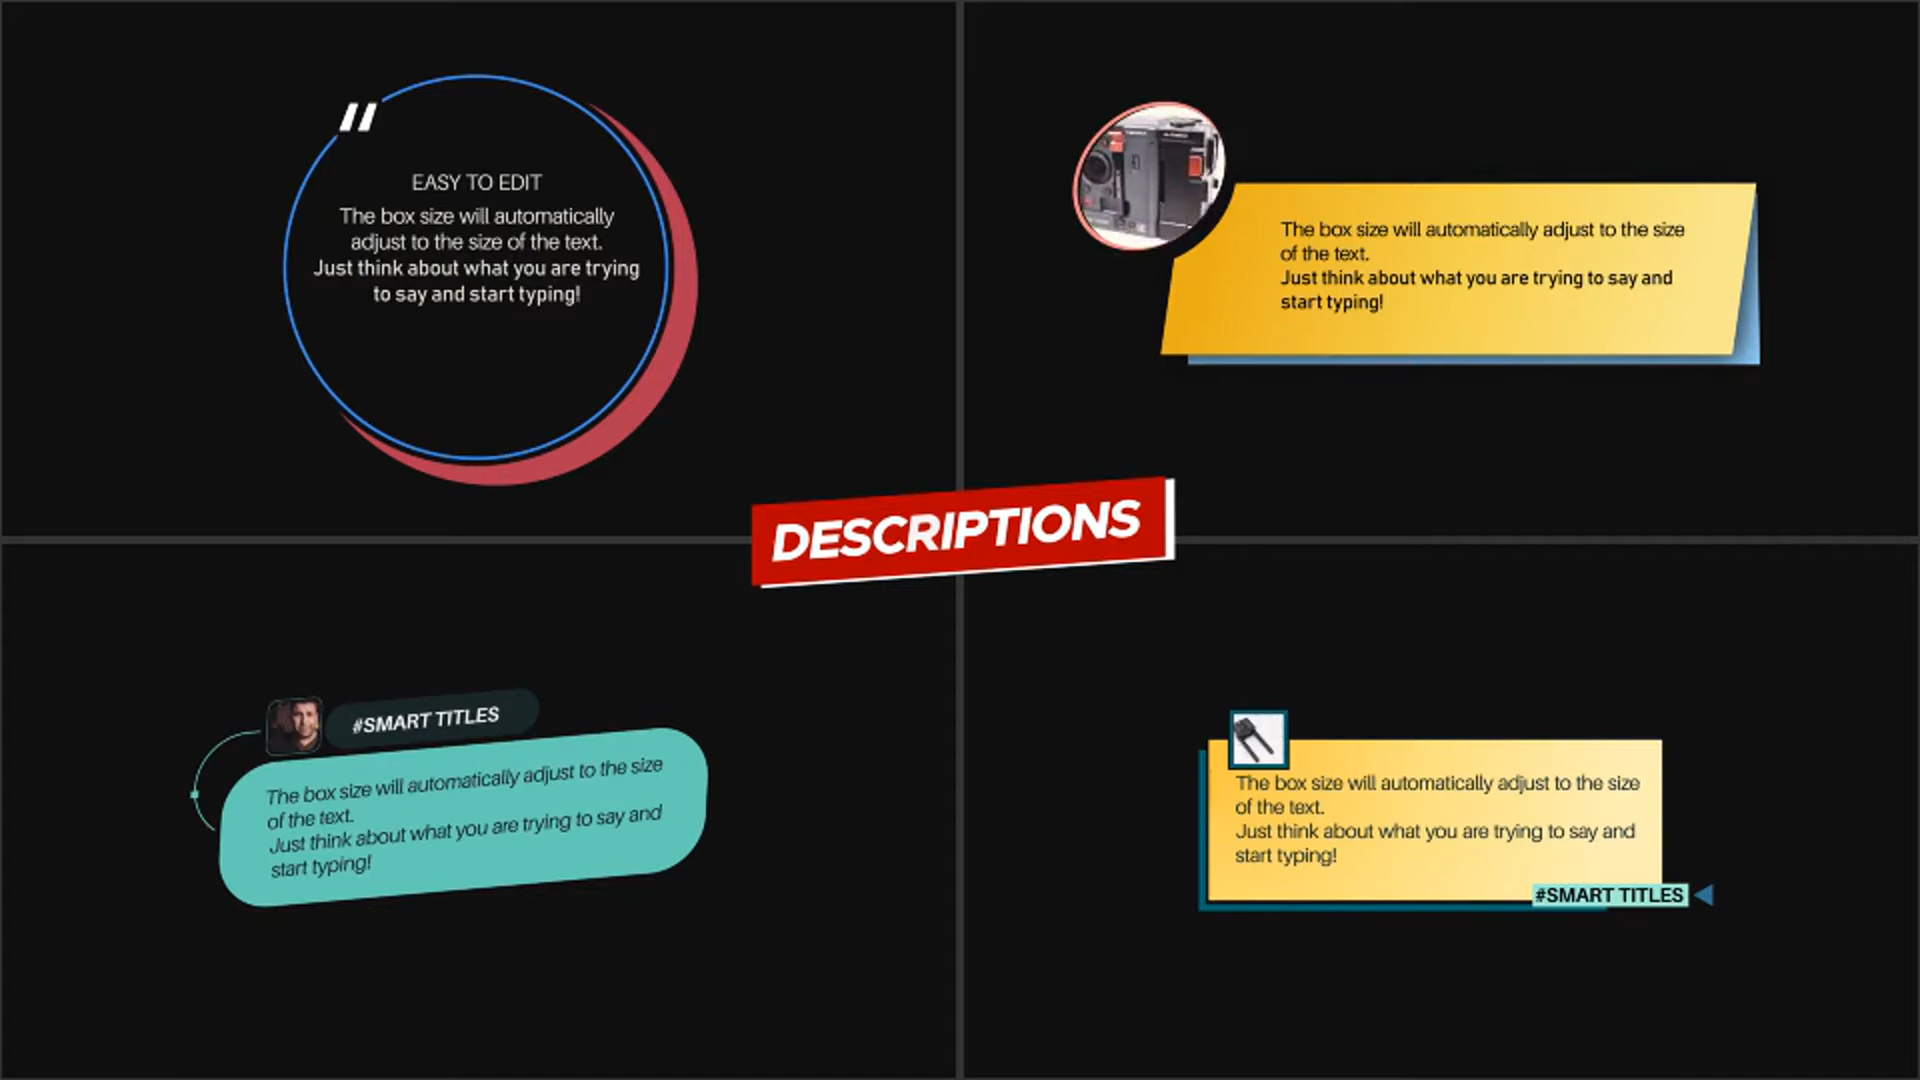 EASY TO EDIT
The box size will automatically
adjust to the size of the text.
Just think about what you are trying
to say and start typing!
The box size will automatically adjust to the size
of the text.
Just think about what you are trying to say and
start typing!
DESCRIPTIONS
#SMART TITLES
The box size will automatically adjust to the size
of the text.
Just think about what you are trying to say and
start typing!
The box size will automatically adjust to the size
of the text.
Just think about what you are trying to say and
start typing!
#SMART TITLES